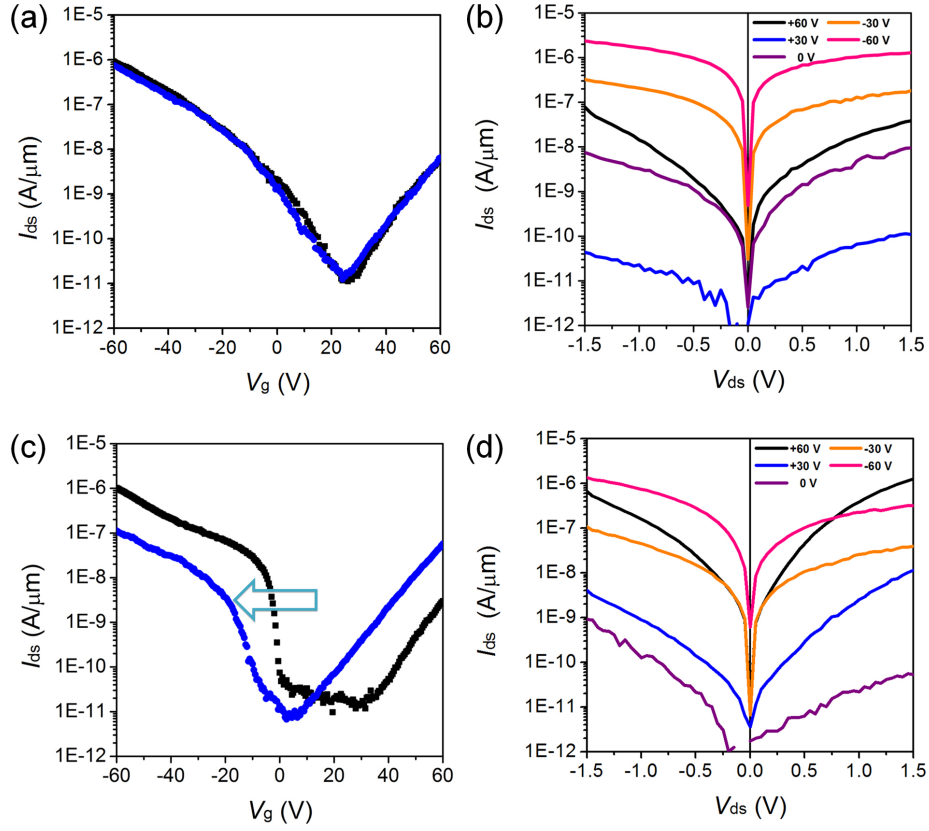 (a)
1E-5
1E-6
1E-7
1E-8
1E-9
1E-10
1E-11
1E-12
-60 -40 -20 0 20 40 60
Ids (A/μm)
Vg (V)
(b)
+60 V -30 V
+30 V -60 V
0 V
1E-5
1E-6
1E-7
1E-8
1E-9
1E-10
1E-11
1E-12
-1.5 -1.0 -0.5 0.0 0.5 1.0 1.5
Ids (A/μm)
Vds (V)
(c)
1E-5
1E-6
1E-7
1E-8
1E-9
1E-10
1E-11
1E-12
-60 -40 -20 0 20 40 60
Ids (A/μm)
Vg (V)
(d)
+60 V -30 V
+30 V -60 V
0 V
1E-5
1E-6
1E-7
1E-8
1E-9
1E-10
1E-11
1E-12
-1.5 -1.0 -0.5 0.0 0.5 1.0 1.5
Ids (A/μm)
Vds (V)